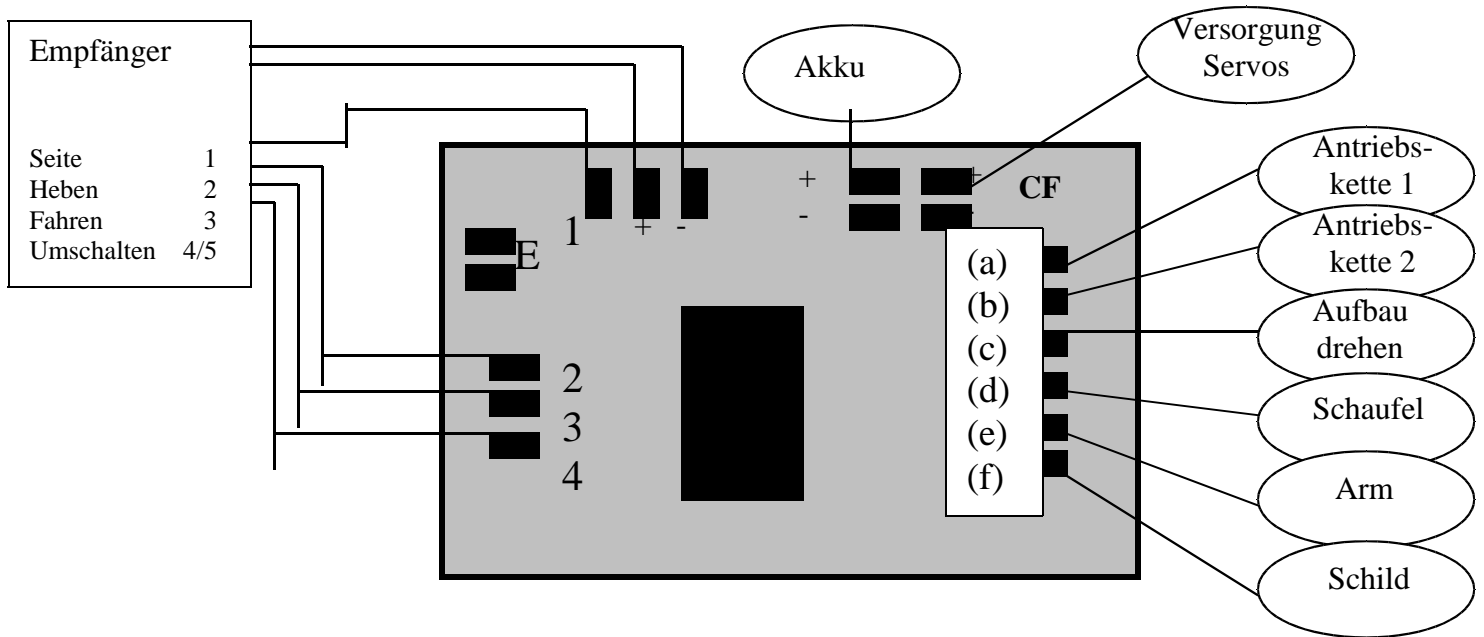 Empfänger
Seite 1
Heben 2
Fahren 3
Umschalten 4/5
Akku
Versorgung
Servos
+ +
CF
- -
1 + -
E
2
3
4
(a)
(b)
(c)
(d)
(e)
(f)
Antriebs-
kette 1
Antriebs-
kette 2
Aufbau
drehen
Schaufel
Arm
Schild